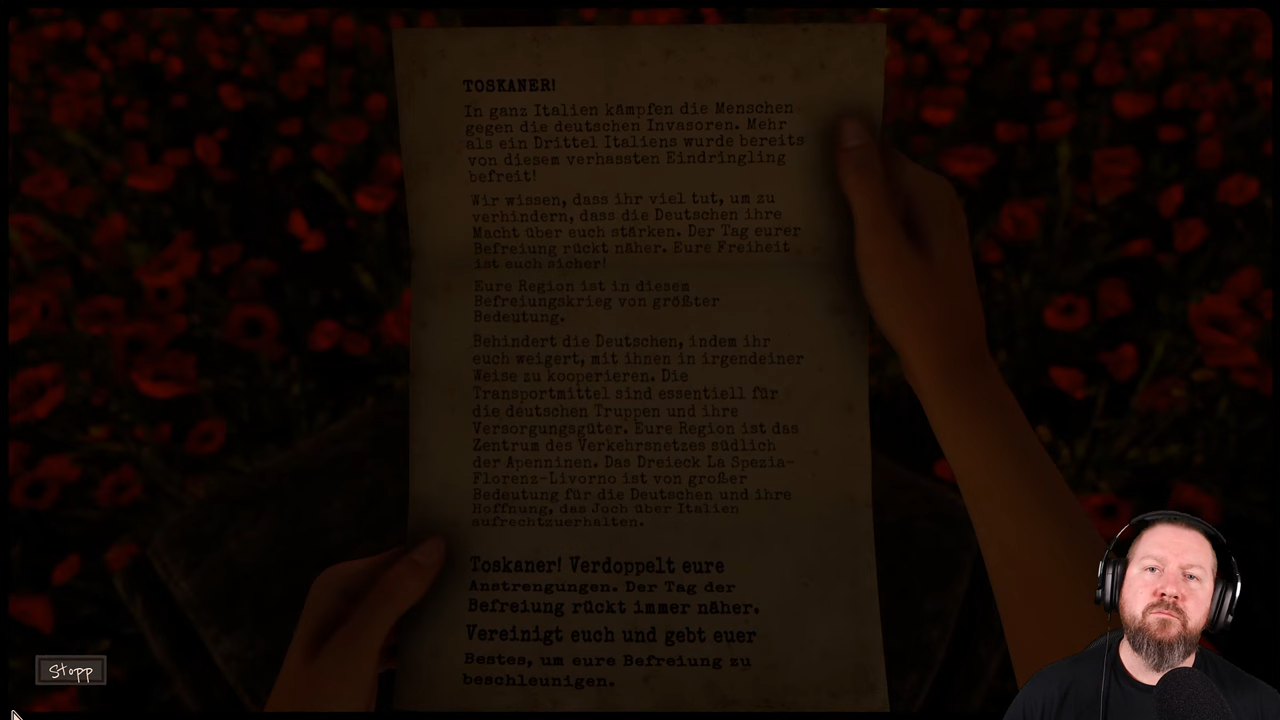 TOSKANER!
In ganz Italien kämpfen die Menschen
gegen die deutschen Invasoren. Mehr
als ein Drittel Italiens wurde bereits
von diesem verhassten Eindringling
befreit!
Wir wissen, dass ihr viel tut, um zu
verhindern, dass die Deutschen ihre
Macht über euch stärken. Der Tag eurer
Befreiung rückt näher. Eure Freiheit
ist euch sicher!
Eure Region ist in diesem
Befreiungskrieg von größter
Bedeutung.
Behindert die Deutschen, indem ihr
euch weigert, mit ihnen in irgendeiner
Weise zu kooperieren. Die
Transportmittel sind essentiell für
die deutschen Truppen und ihre
Versorgungsgüter. Eure Region ist das
Zentrum des Verkehrsnetzes südlich
der Apenninen. Das Dreieck La Spezia-
Florenz-Livorno ist von großer
Bedeutung für die Deutschen und ihre
Hoffnung, das Joch über Italien
aufrechtzuerhalten.
Toskaner! Verdoppelt eure
Anstrengungen. Der Tag der
Befreiung rückt immer näher.
Vereinigt euch und gebt euer
Bestes, um eure Befreiung zu
beschleunigen.
Stopp